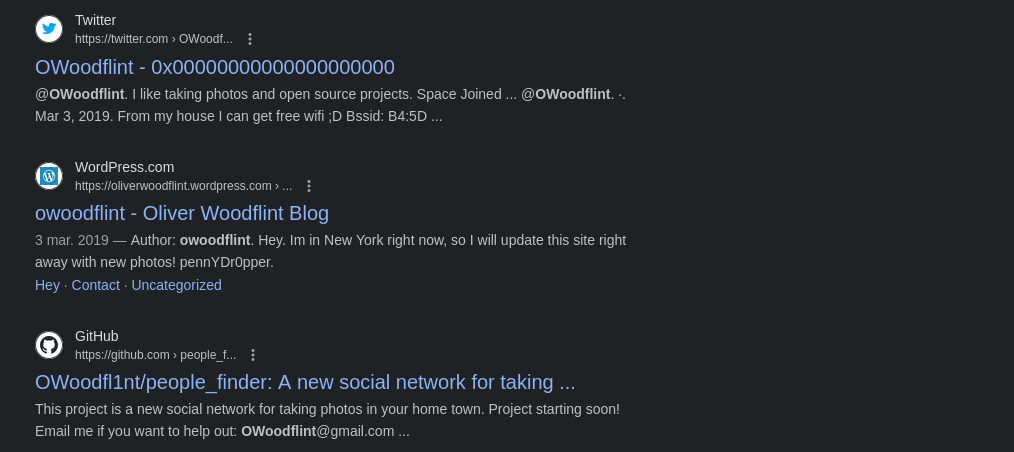 Twitter
https://twitter.com › OWoodf...
OWoodflint - 0x00000000000000000000
@OWoodflint. I like taking photos and open source projects. Space Joined ... @OWoodflint. ·.
Mar 3, 2019. From my house I can get free wifi ;D Bssid: B4:5D ...
WordPress.com
https://oliverwoodflint.wordpress.com › ...
owoodflint - Oliver Woodflint Blog
3 mar. 2019 — Author: owoodflint. Hey. Im in New York right now, so I will update this site right
away with new photos! pennYDr0pper.
Hey · Contact · Uncategorized
GitHub
https://github.com › people_f...
OWoodfl1nt/people_finder: A new social network for taking ...
This project is a new social network for taking photos in your home town. Project starting soon!
Email me if you want to help out: OWoodflint@gmail.com ...